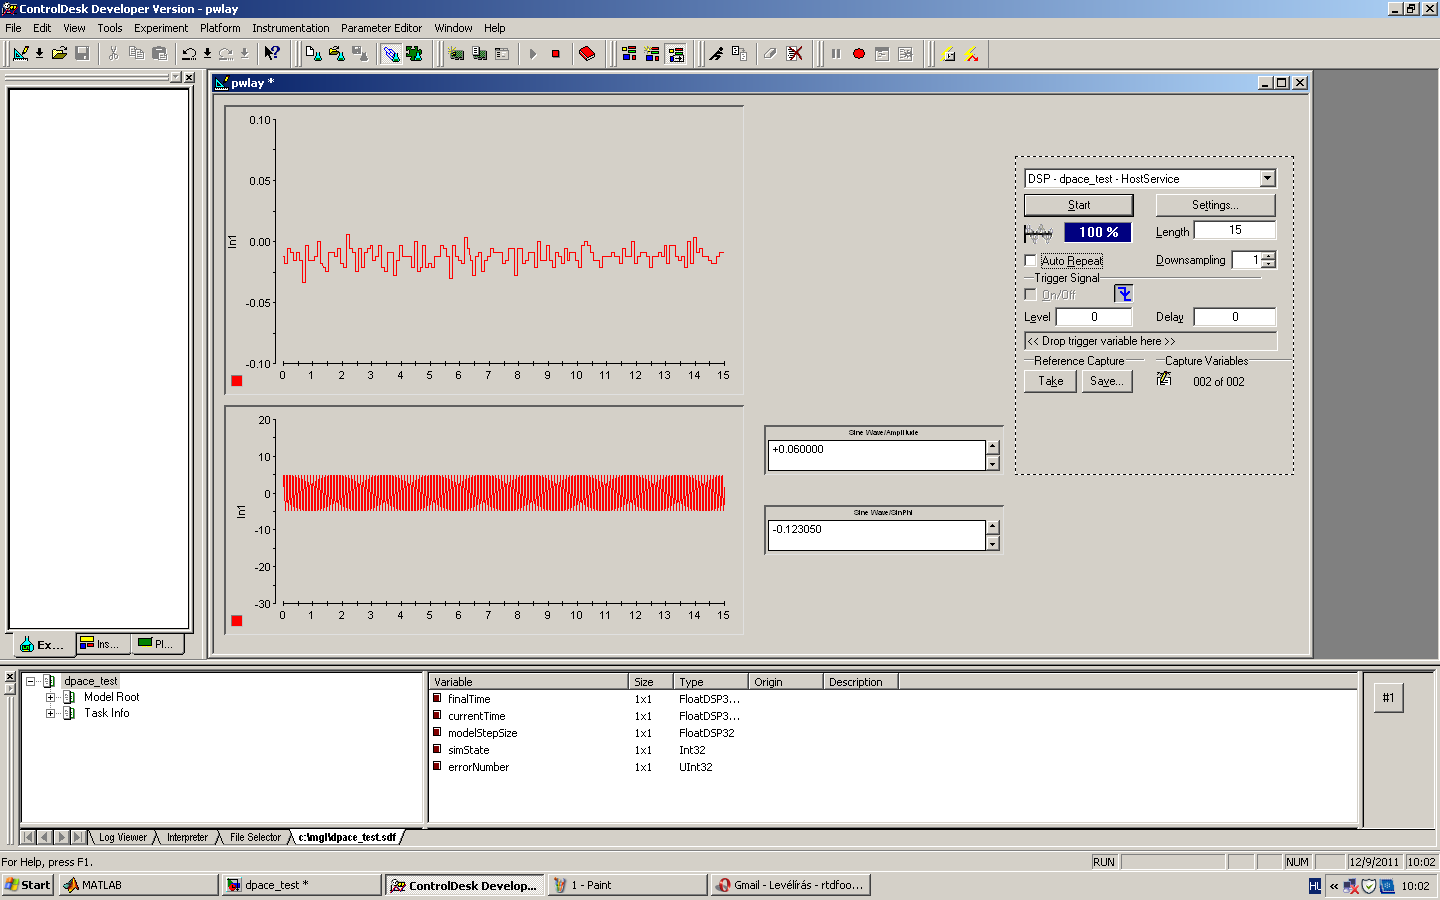 ControlDesk Developer Version - pwlay
File Edit View Tools Experiment Platform Instrumentation Parameter Editor Window Help
pwlay *
0.10
0.05
0.00
-0.05
-0.10
In1
0 1 2 3 4 5 6 7 8 9 10 11 12 13 14 15
20
10
0
-10
-20
-30
In1
0 1 2 3 4 5 6 7 8 9 10 11 12 13 14 15
Sine Wave/Amplitude
+0.060000
Sine Wave/SinPhi
-0.123050
DSP - dpace_test - HostService
Start Settings...
100 % Length 15
Auto Repeat Downsampling 1
Trigger Signal
On/Off
Level 0 Delay 0
<< Drop trigger variable here >>
Reference Capture Capture Variables
Take Save... 002 of 002
Ex... Ins... Pl...
dpace_test
Model Root
Task Info
Variable Size Type Origin Description
finalTime 1x1 FloatDSP3...
currentTime 1x1 FloatDSP3...
modelStepSize 1x1 FloatDSP32
simState 1x1 Int32
errorNumber 1x1 UInt32
#1
Log Viewer Interpreter File Selector c:\mgl\dpace_test.sdf
For Help, press F1. RUN NUM 12/9/2011 10:02
Start MATLAB dpace_test * ControlDesk Develop... 1 - Paint Gmail - Levélírás - rtdfoo... HU « 10:02